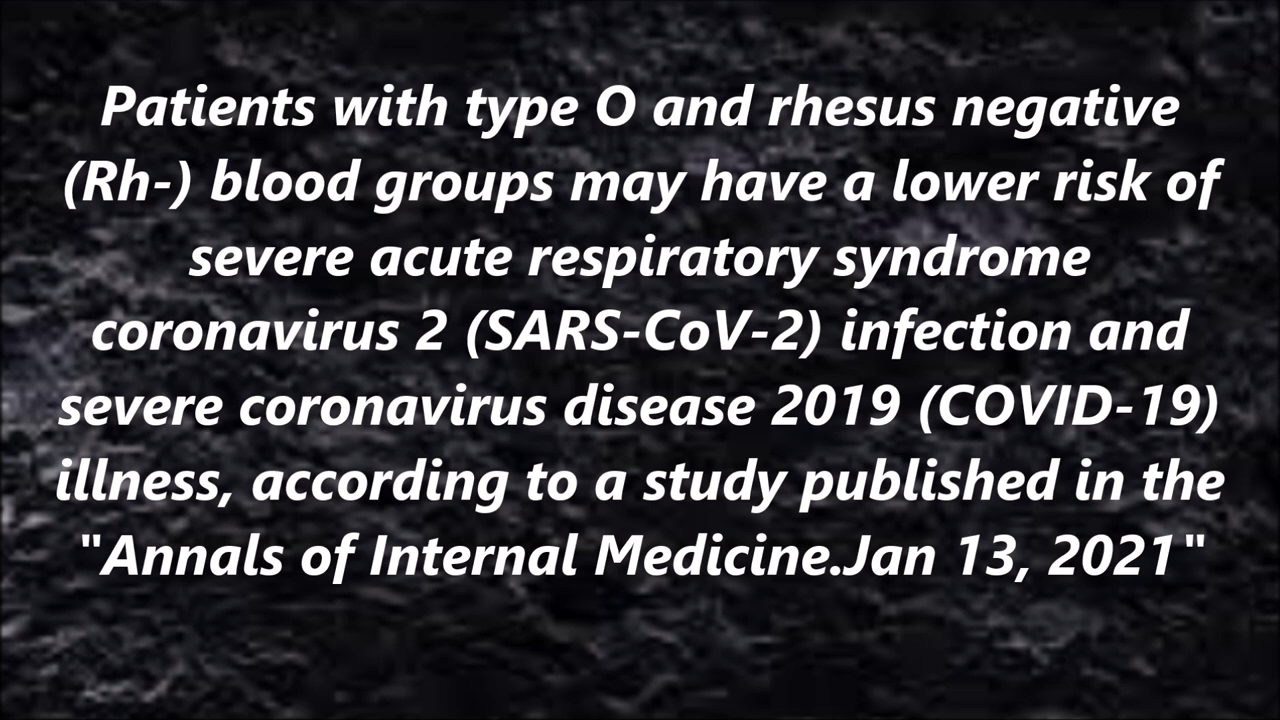 Patients with type O and rhesus negative
(Rh-) blood groups may have a lower risk of
severe acute respiratory syndrome
coronavirus 2 (SARS-CoV-2) infection and
severe coronavirus disease 2019 (COVID-19)
illness, according to a study published in the
"Annals of Internal Medicine.Jan 13, 2021"